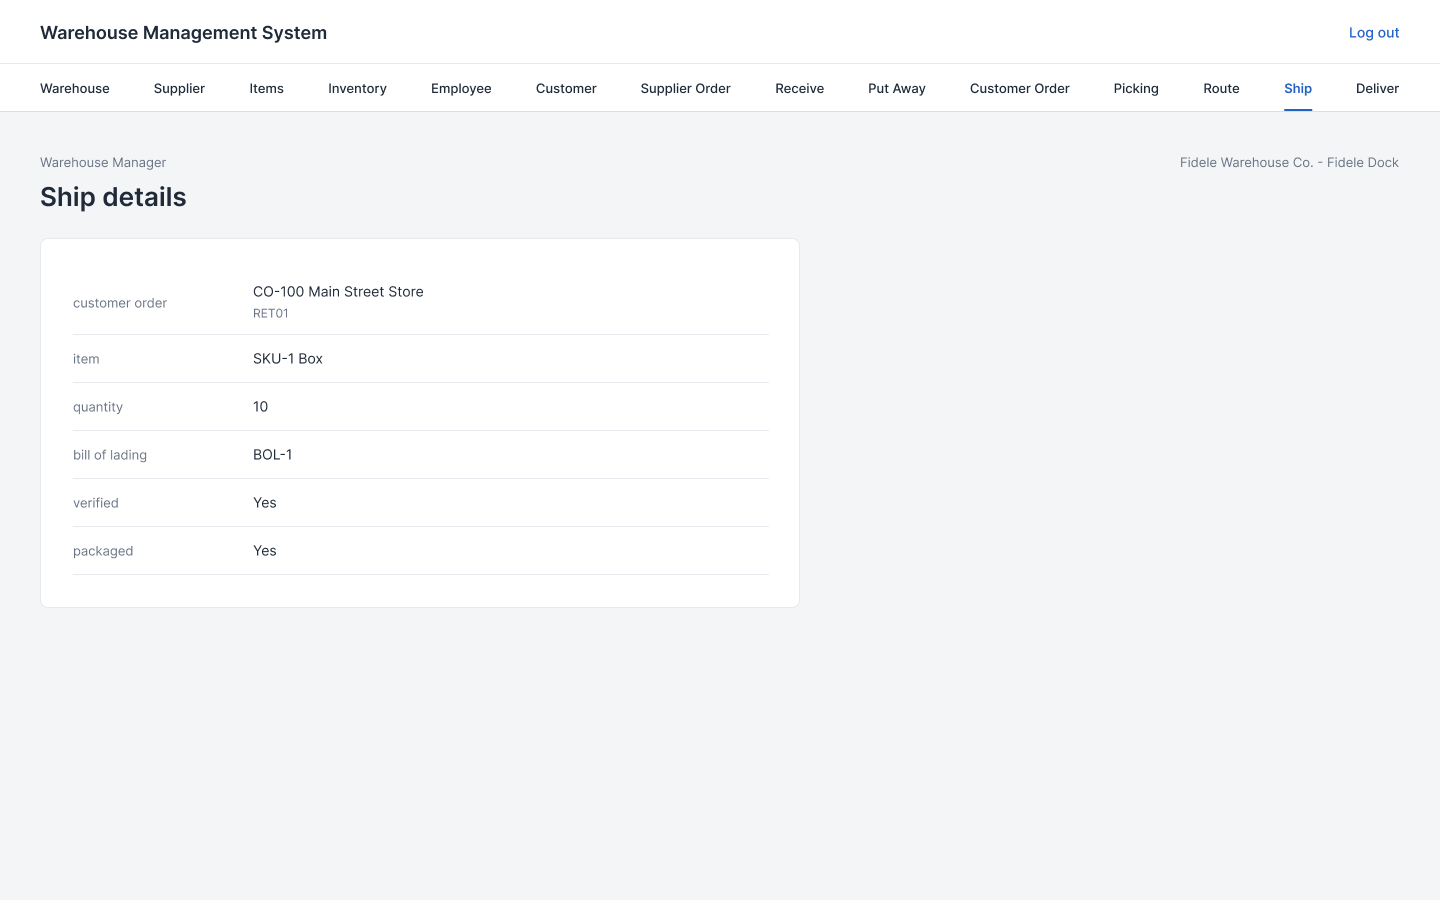 Warehouse Management System
Log out
Warehouse Supplier Items Inventory Employee Customer Supplier Order Receive Put Away Customer Order Picking Route Ship Deliver
Warehouse Manager
Fidele Warehouse Co. - Fidele Dock
Ship details
customer order
CO-100 Main Street Store
RET01
item SKU-1 Box
quantity 10
bill of lading BOL-1
verified Yes
packaged Yes